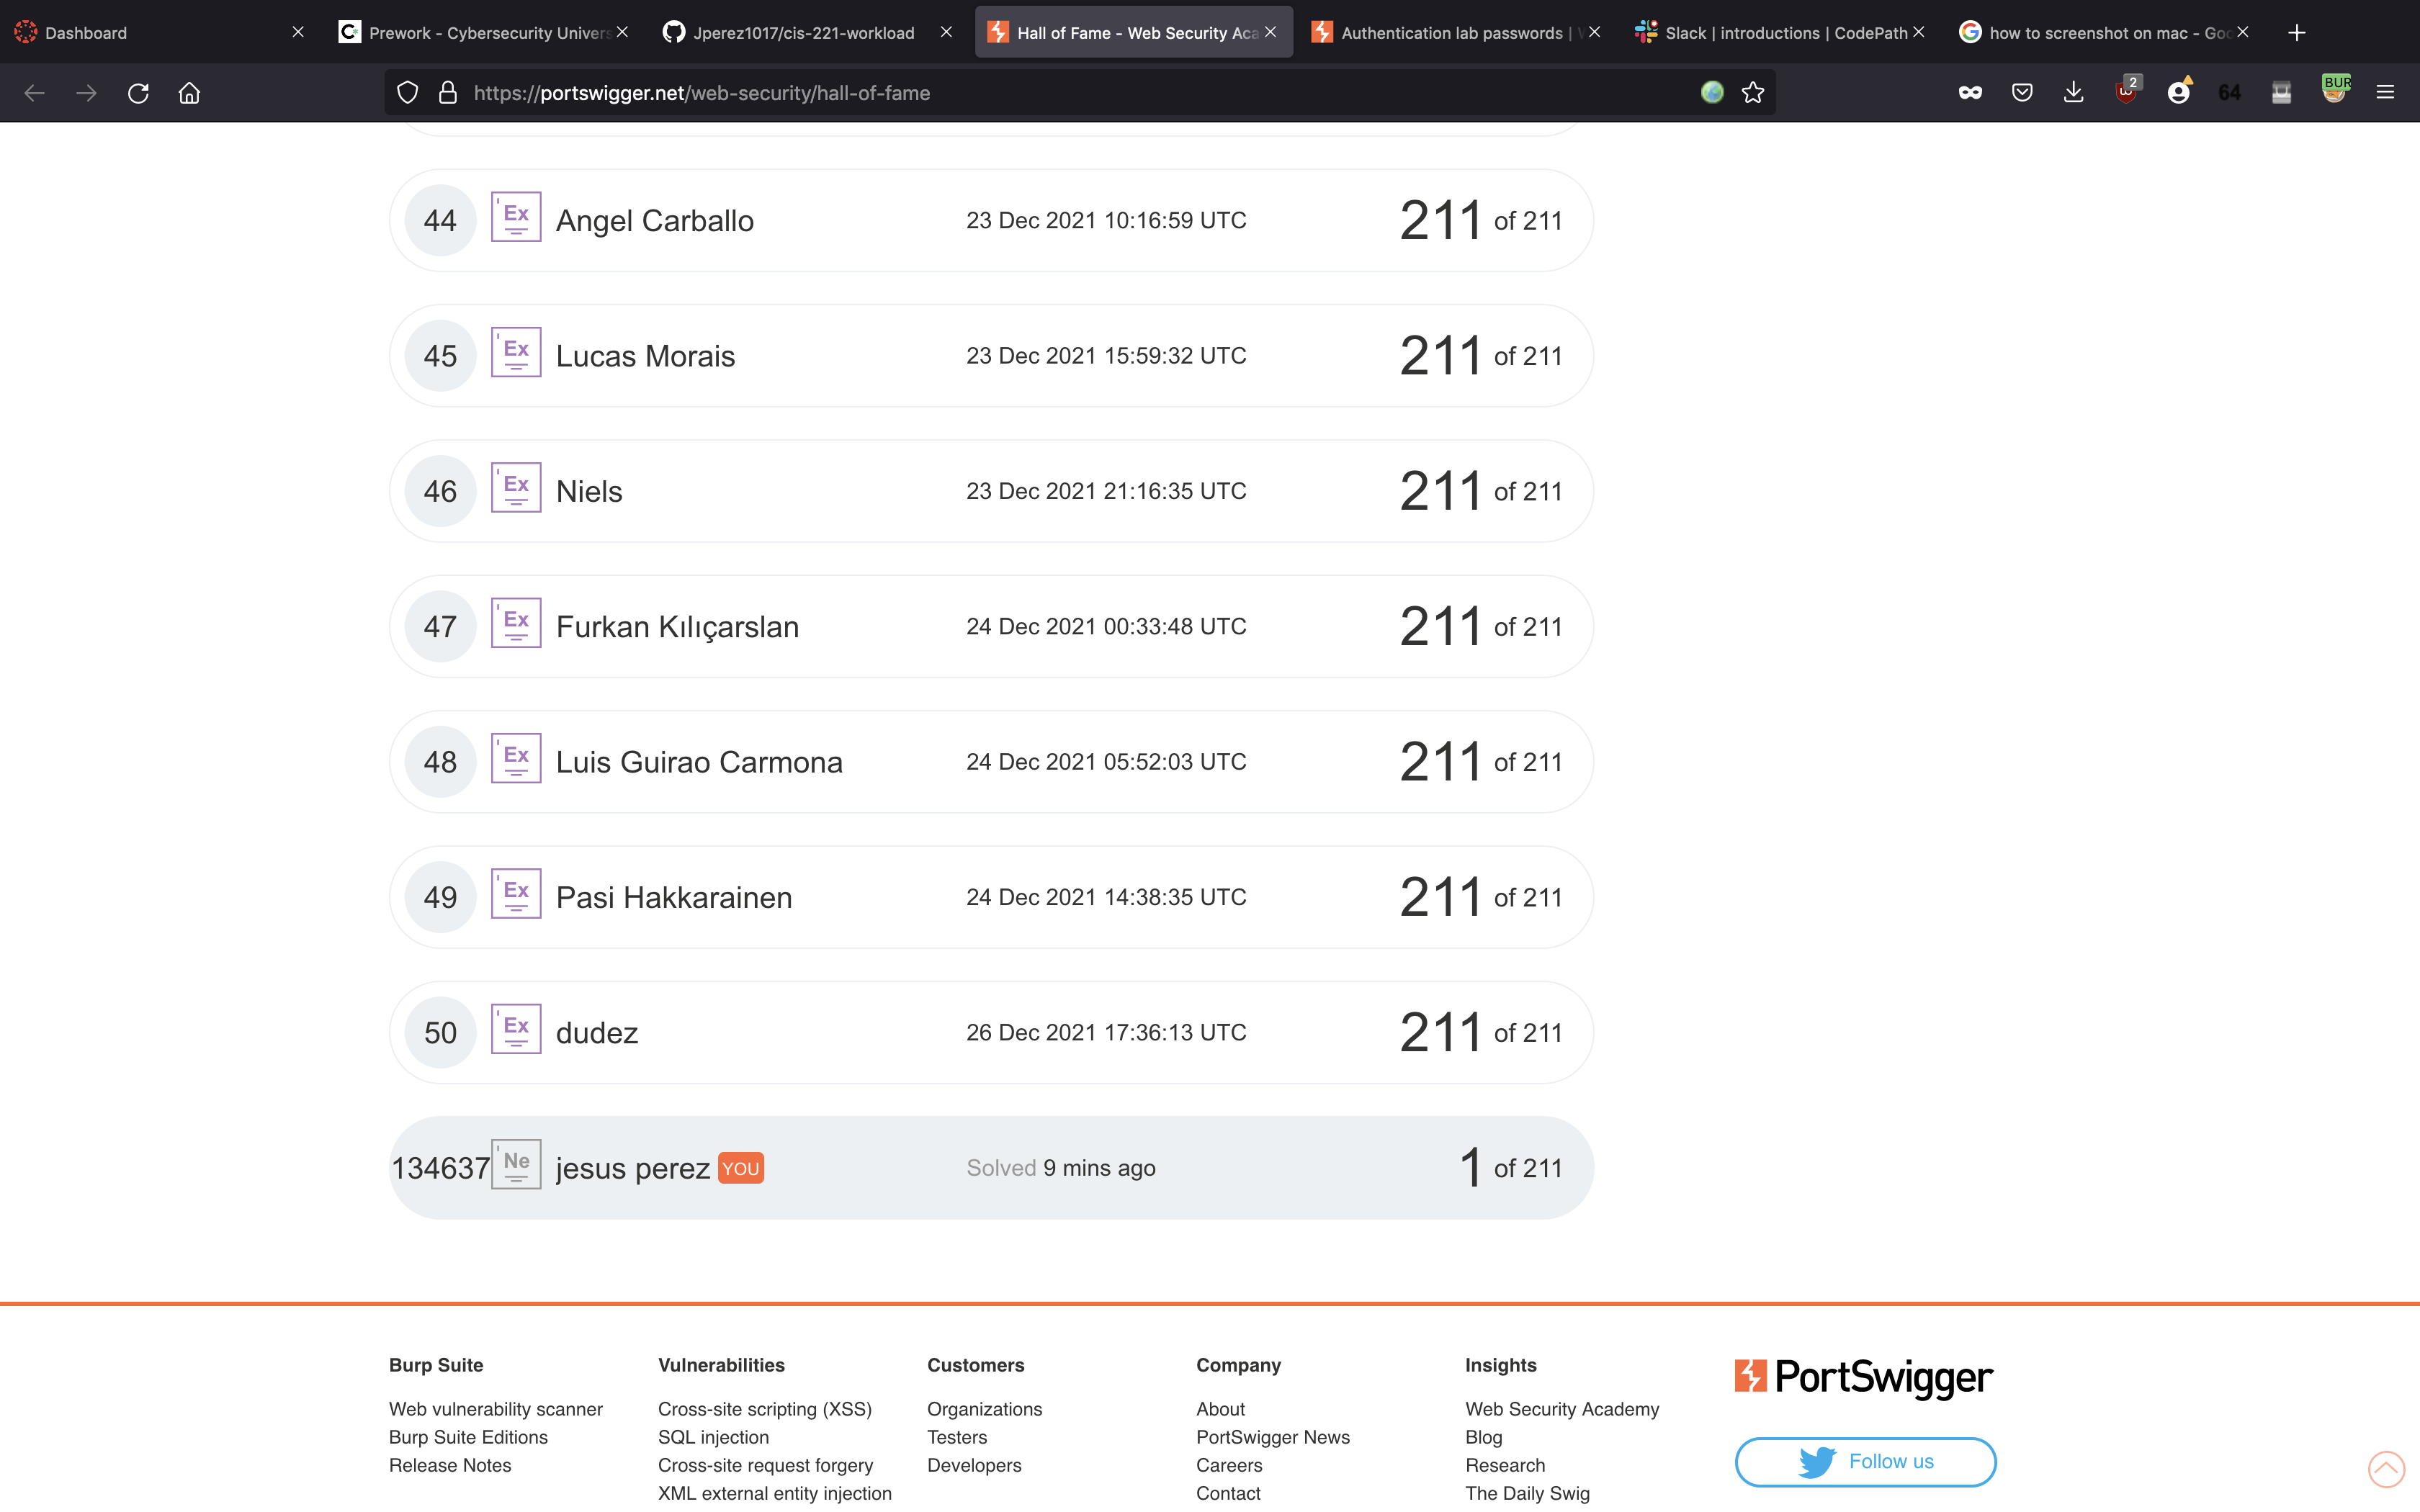 Dashboard
Prework - Cybersecurity Univers
Jperez1017/cis-221-workload
Hall of Fame - Web Security Aca
Authentication lab passwords |
Slack | introductions | CodePath
how to screenshot on mac - Goo
https://portswigger.net/web-security/hall-of-fame
2
64
BUR
44 Ex Angel Carballo 23 Dec 2021 10:16:59 UTC 211 of 211
45 Ex Lucas Morais 23 Dec 2021 15:59:32 UTC 211 of 211
46 Ex Niels 23 Dec 2021 21:16:35 UTC 211 of 211
47 Ex Furkan Kılıçarslan 24 Dec 2021 00:33:48 UTC 211 of 211
48 Ex Luis Guirao Carmona 24 Dec 2021 05:52:03 UTC 211 of 211
49 Ex Pasi Hakkarainen 24 Dec 2021 14:38:35 UTC 211 of 211
50 Ex dudez 26 Dec 2021 17:36:13 UTC 211 of 211
134637 Ne jesus perez YOU Solved 9 mins ago 1 of 211
Burp Suite
Web vulnerability scanner
Burp Suite Editions
Release Notes
Vulnerabilities
Cross-site scripting (XSS)
SQL injection
Cross-site request forgery
XML external entity injection
Customers
Organizations
Testers
Developers
Company
About
PortSwigger News
Careers
Contact
Insights
Web Security Academy
Blog
Research
The Daily Swig
PortSwigger
Follow us